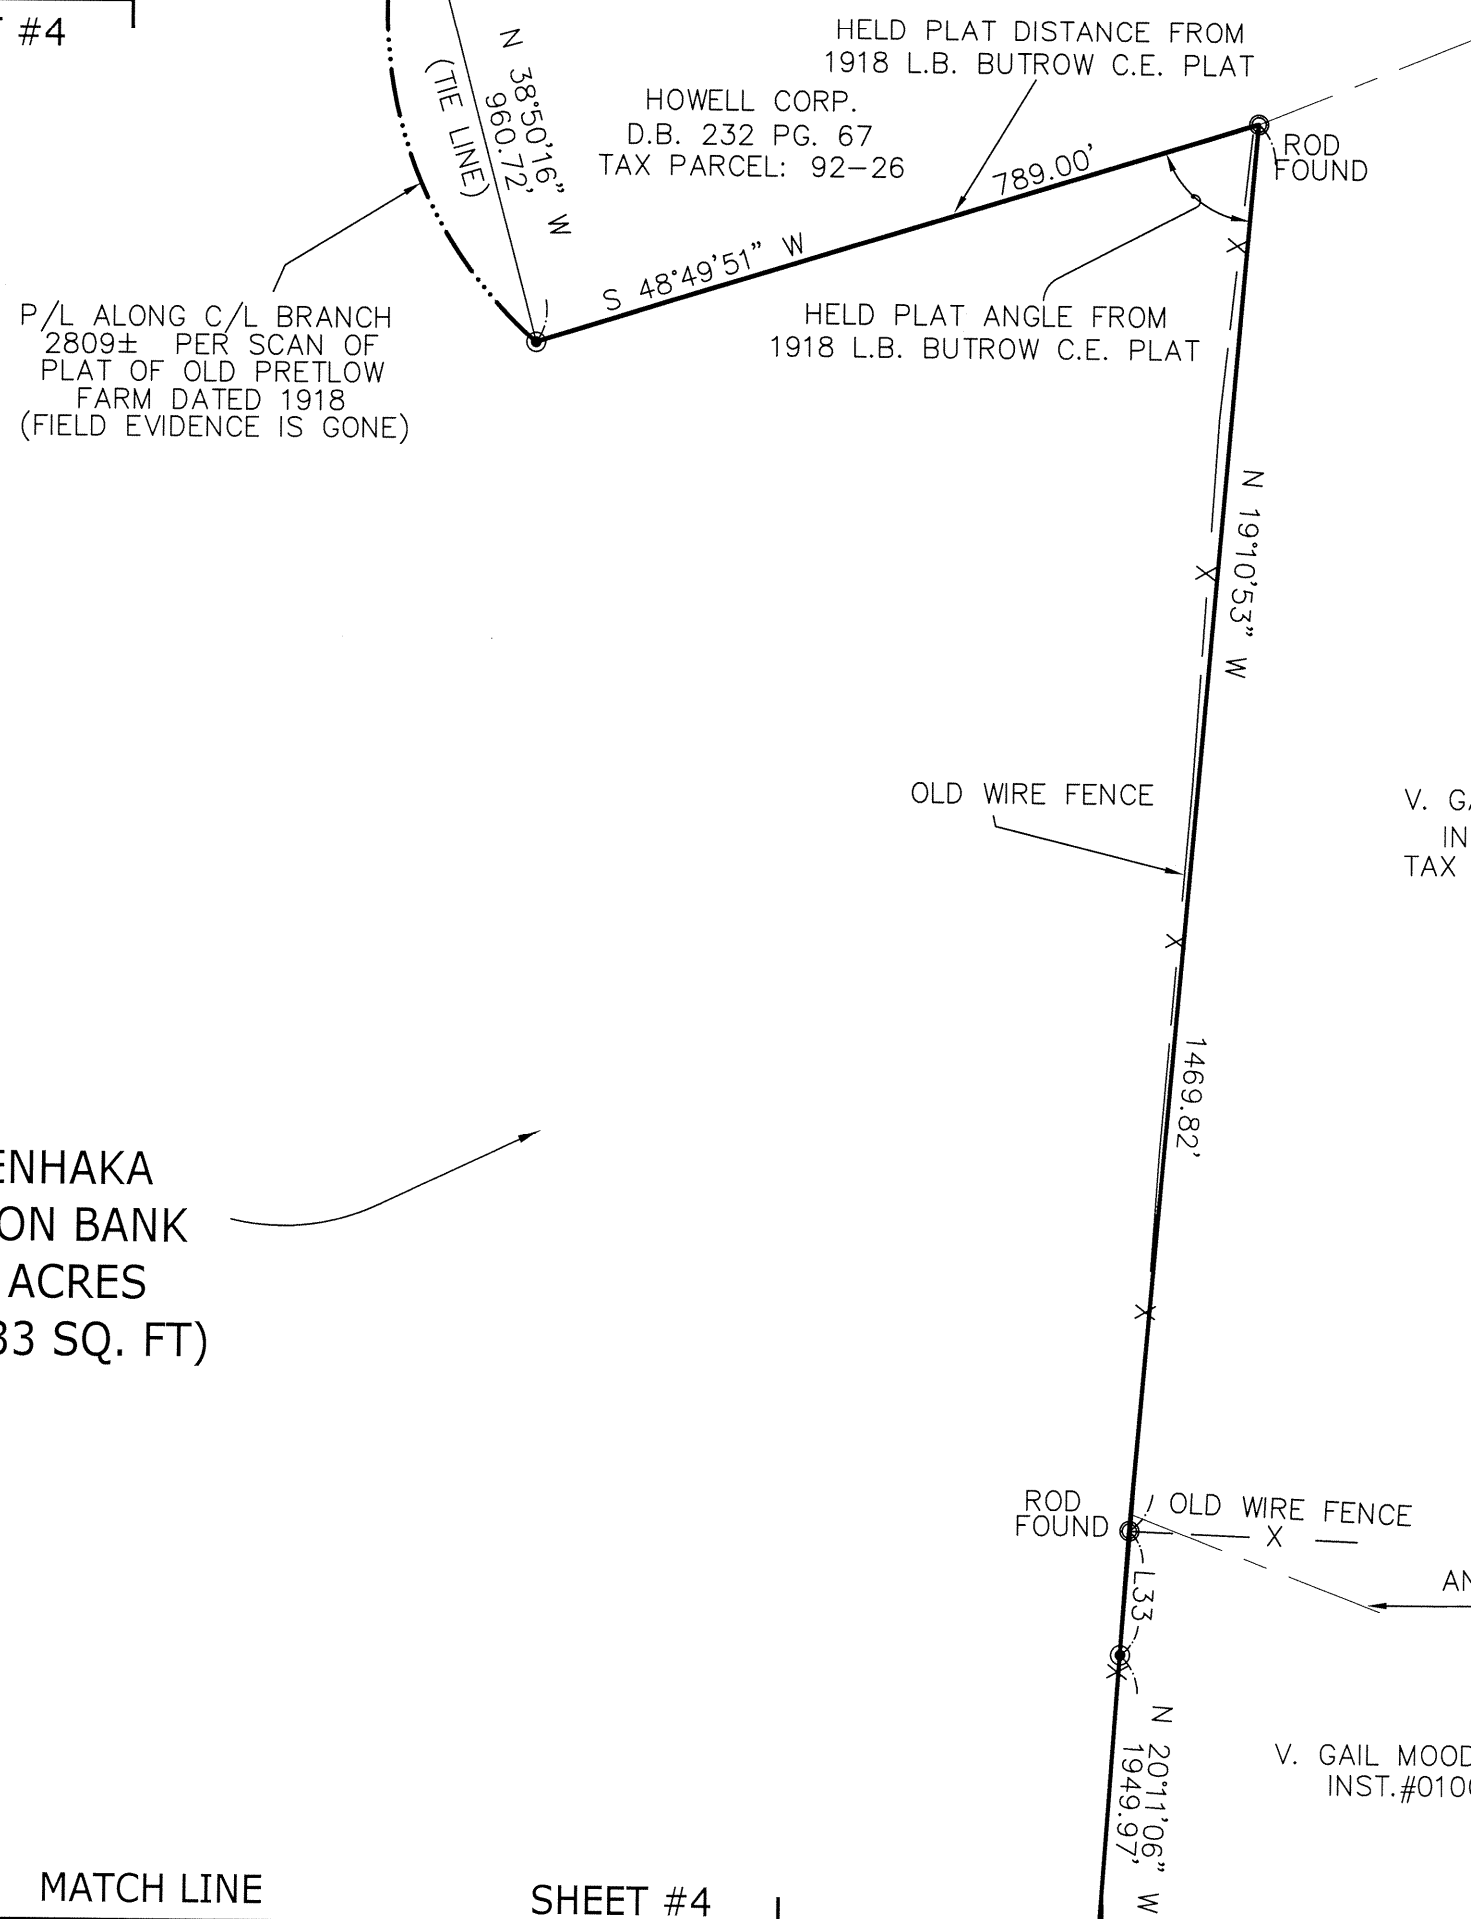 #4
HELD PLAT DISTANCE FROM
1918 L.B. BUTROW C.E. PLAT
N 38°50'16" W
960.72'
(TIE LINE)
HOWELL CORP.
D.B. 232 PG. 67
TAX PARCEL: 92-26
789.00'
S 48°49'51" W
ROD
FOUND
P/L ALONG C/L BRANCH
2809± PER SCAN OF
PLAT OF OLD PRETLOW
FARM DATED 1918
(FIELD EVIDENCE IS GONE)
HELD PLAT ANGLE FROM
1918 L.B. BUTROW C.E. PLAT
X
N 19°10'53" W
X
OLD WIRE FENCE
V. GA
IN
TAX
X
1469.82'
ENHAKA
ON BANK
ACRES
33 SQ. FT)
X
ROD
FOUND
OLD WIRE FENCE
X
AN
L33
X
N 20°11'06" W
1949.97'
V. GAIL MOOD
INST.#010
MATCH LINE
SHEET #4